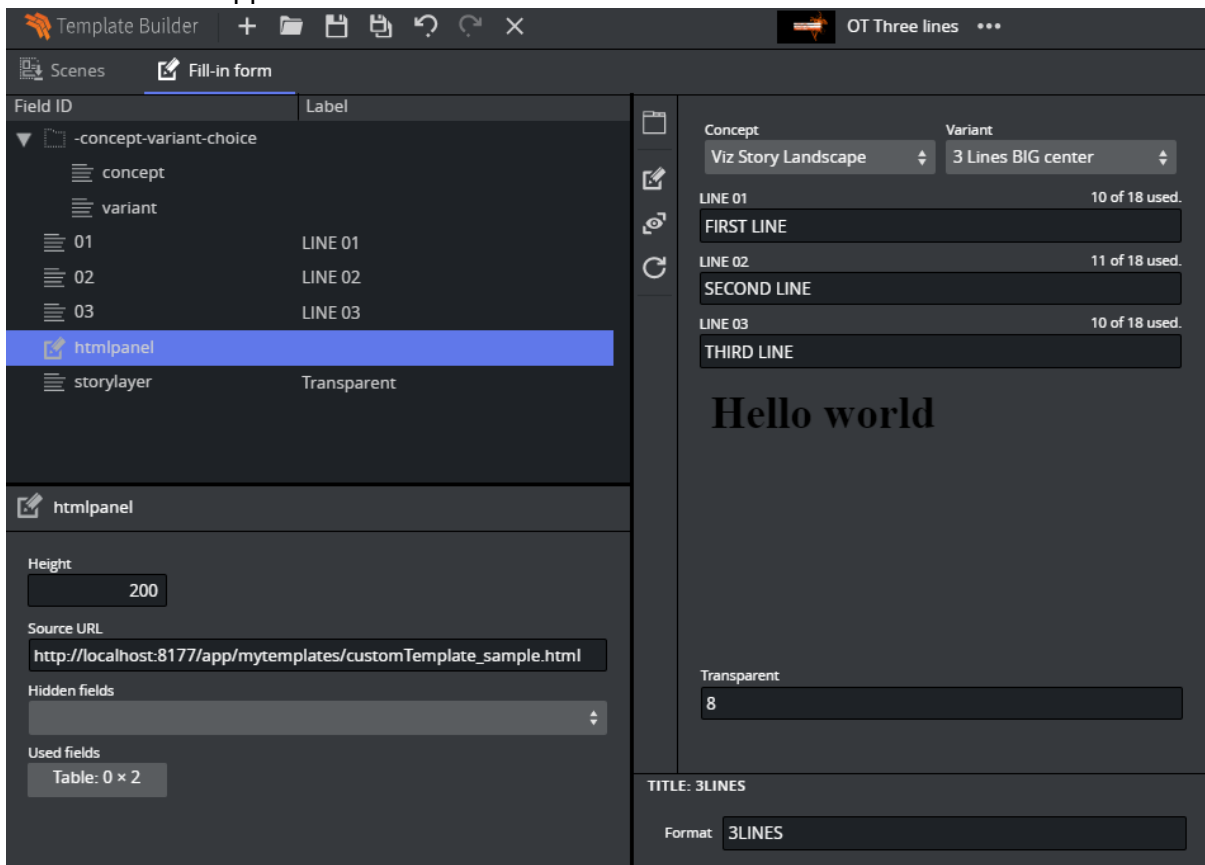 Template Builder
OT Three lines
Scenes
Fill-in form
Field ID
Label
-concept-variant-choice
concept
variant
01
LINE 01
02
LINE 02
03
LINE 03
htmlpanel
storylayer
Transparent
htmlpanel
Height
200
Source URL
http://localhost:8177/app/mytemplates/customTemplate_sample.html
Hidden fields
Used fields
Table: 0 × 2
Concept
Variant
Viz Story Landscape
3 Lines BIG center
LINE 01
10 of 18 used.
FIRST LINE
LINE 02
11 of 18 used.
SECOND LINE
LINE 03
10 of 18 used.
THIRD LINE
Hello world
Transparent
8
TITLE: 3LINES
Format
3LINES